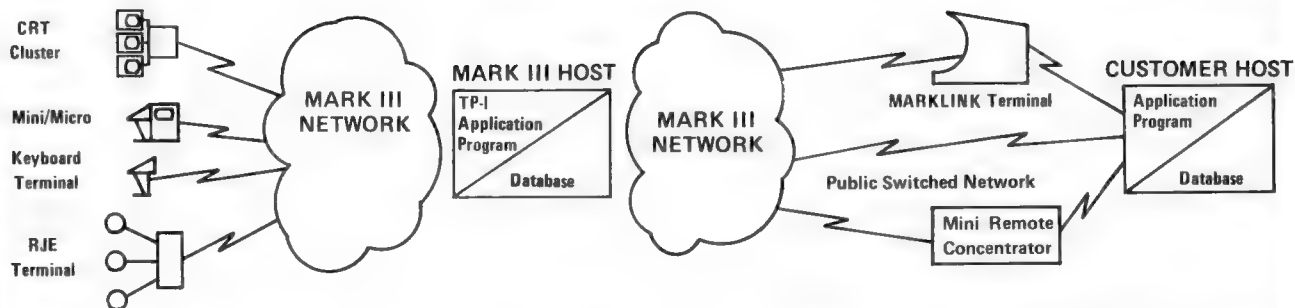 CRT
Cluster
Mini/Micro
Keyboard
Terminal
RJE
Terminal
MARK III
NETWORK
MARK III HOST
TP-I
Application
Program
Database
MARK III
NETWORK
MARKLINK Terminal
Public Switched Network
Mini Remote
Concentrator
CUSTOMER HOST
Application
Program
Database